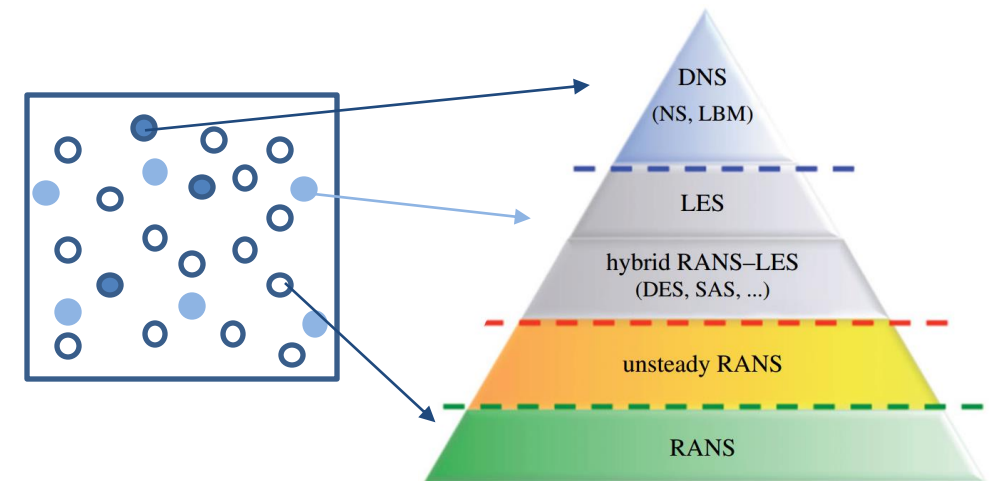 DNS
(NS, LBM)
LES
hybrid RANS–LES
(DES, SAS, ...)
unsteady RANS
RANS